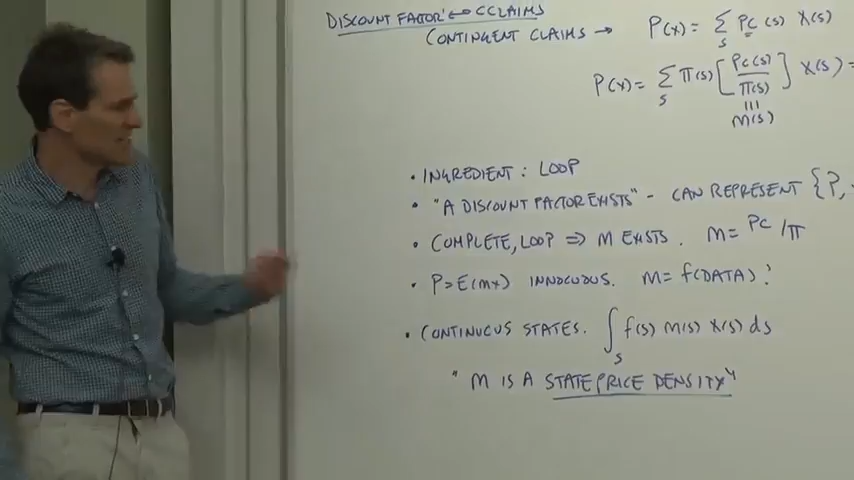 DISCOUNT FACTOR ↔ CCLAIMS
CONTINGENT CLAIMS → P(x) = Σ_s Pc(s) X(s)
P(x) = Σ_s π(s) [Pc(s)/π(s)] X(s) =
≡ m(s)
• INGREDIENT : LOOP
• "A DISCOUNT FACTOR EXISTS" - CAN REPRESENT {P,
• COMPLETE, LOOP ⇒ M EXISTS. M = PC/π
• P=E(mx) INNOCUOUS. M = f(DATA)?
• CONTINUOUS STATES. ∫_s f(s) m(s) x(s) ds
"M IS A STATE PRICE DENSITY"